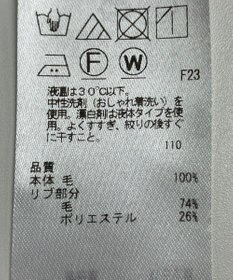 F W
F23
液温は30℃以下。
中性洗剤（おしゃれ着洗い）を
使用。漂白剤は液体タイプを使
用。よくすすぎ、絞りの後すぐ
に干すこと。
110
品質
本体 毛 100%
リブ部分
毛 74%
ポリエステル 26%